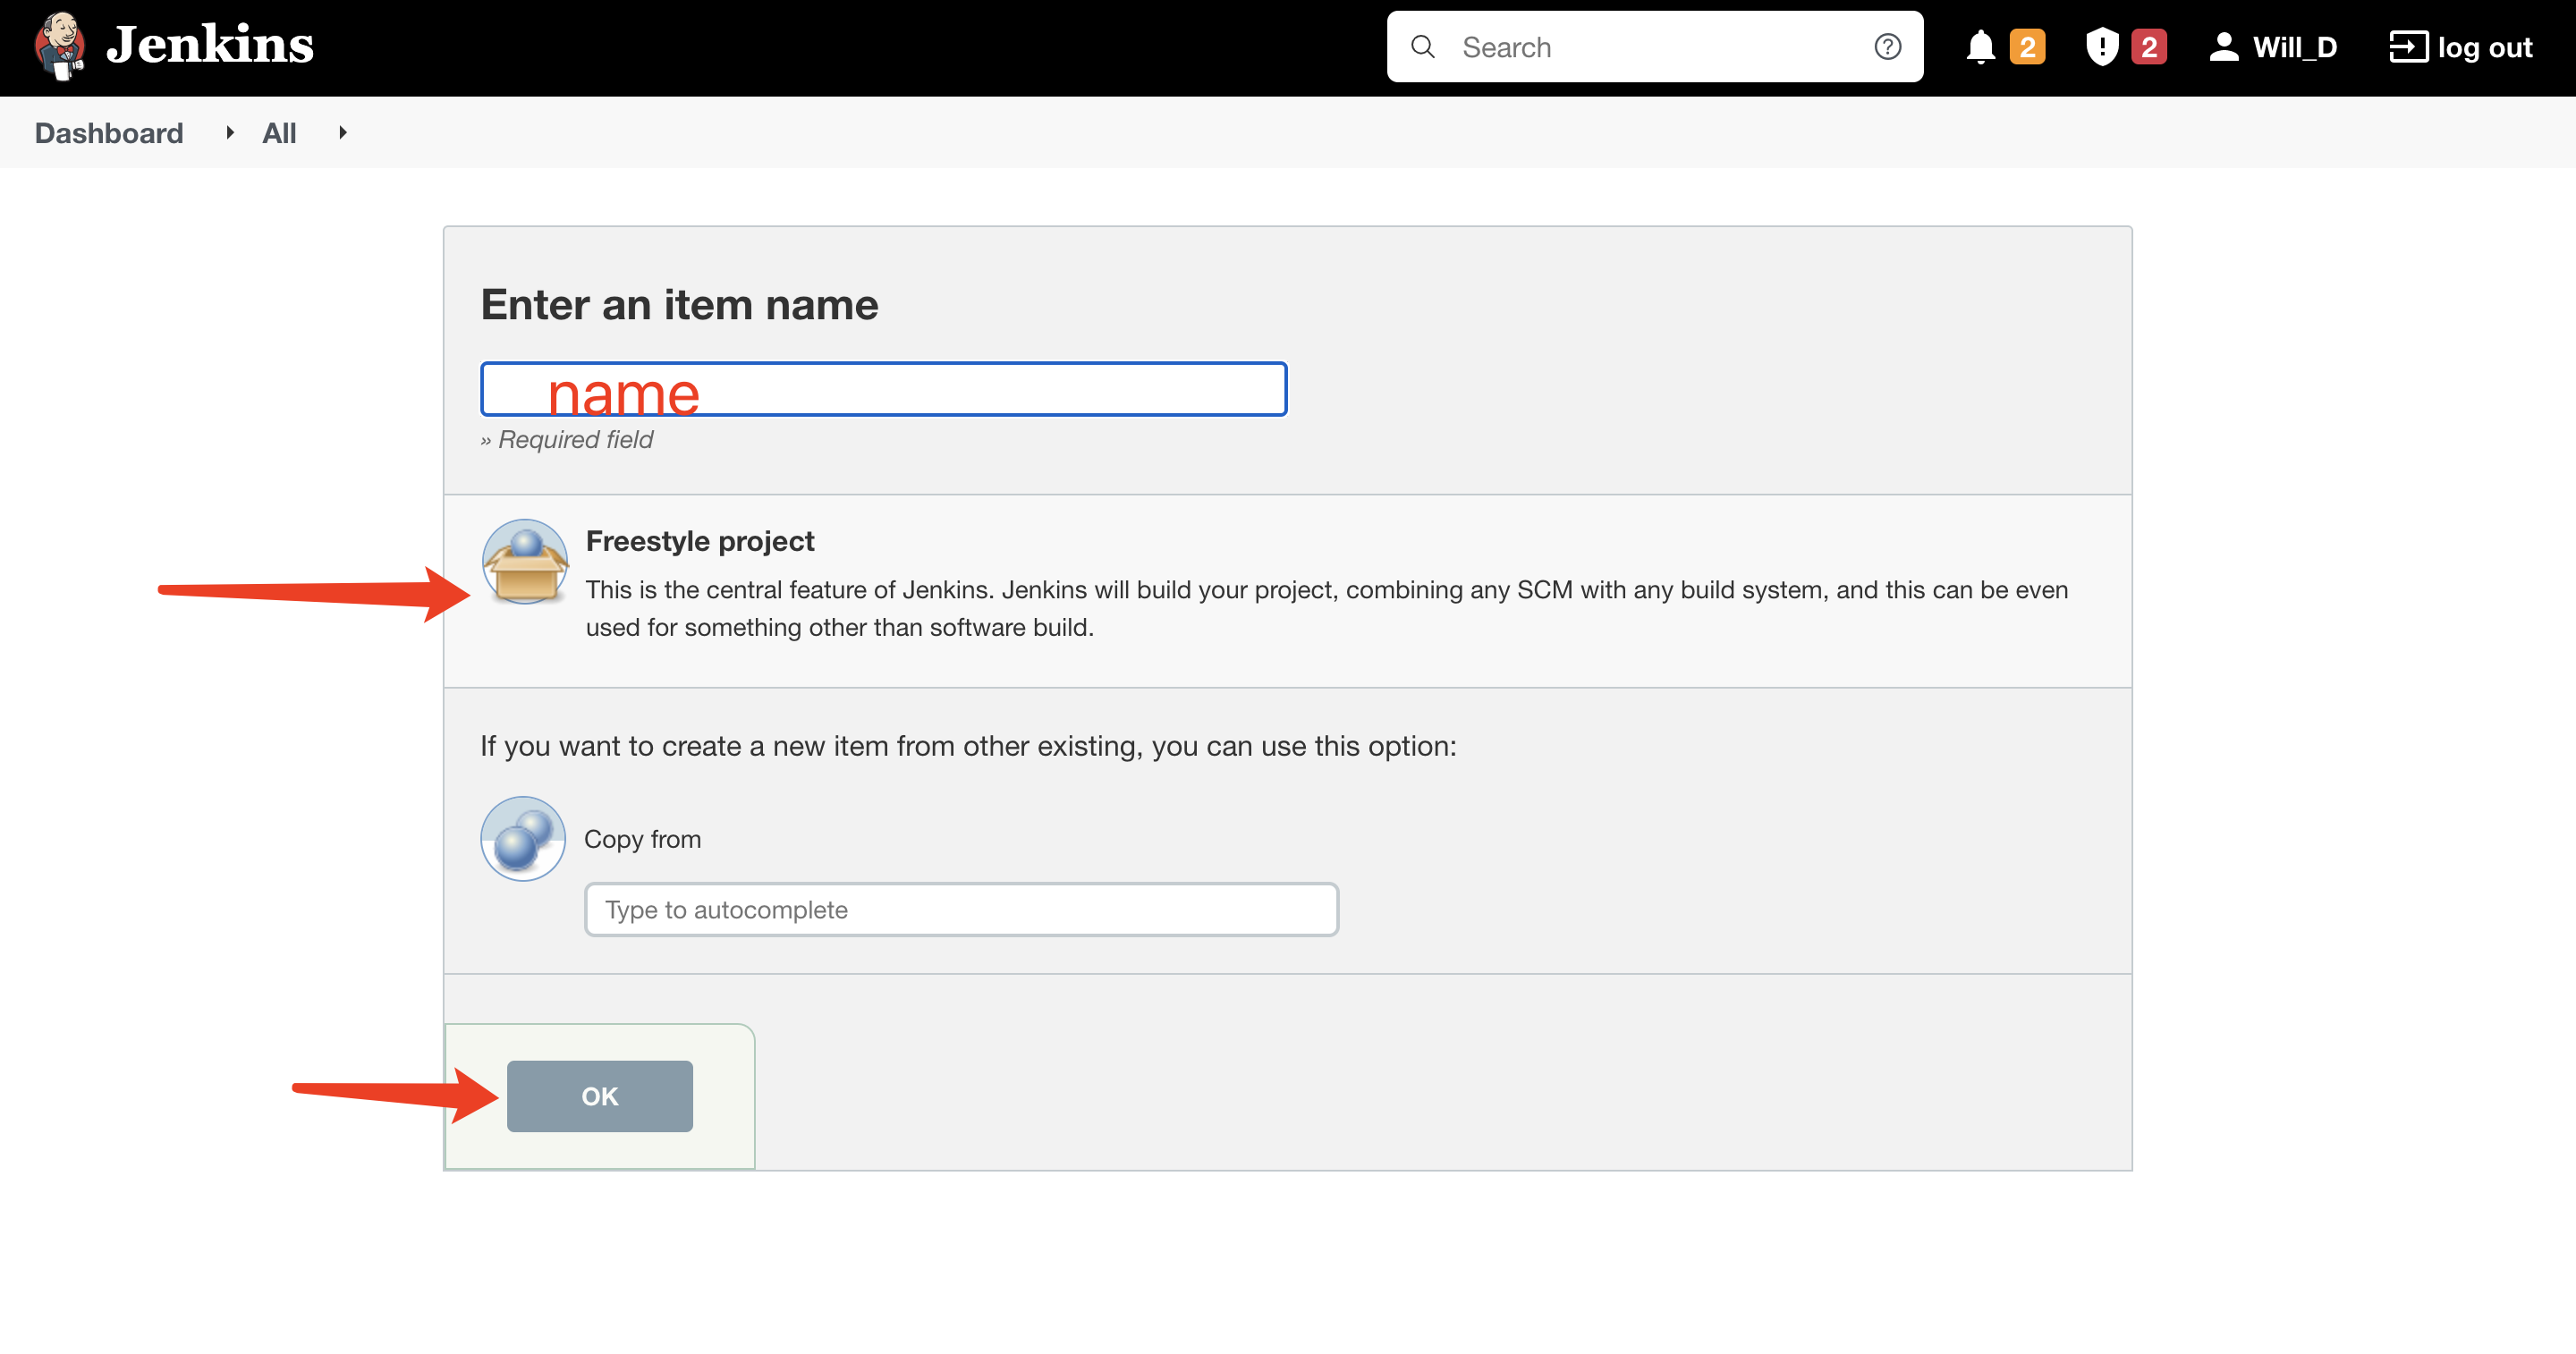 Jenkins
Search
2
2
Will_D
log out
Dashboard
All
Enter an item name
name
» Required field
Freestyle project
This is the central feature of Jenkins. Jenkins will build your project, combining any SCM with any build system, and this can be even
used for something other than software build.
If you want to create a new item from other existing, you can use this option:
Copy from
Type to autocomplete
OK